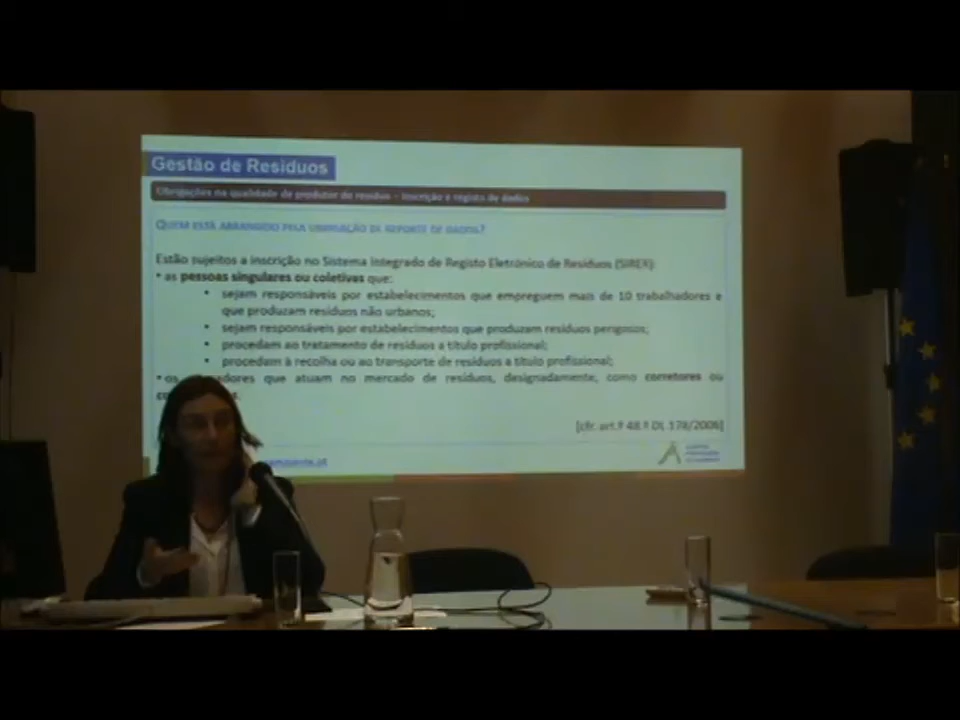 Gestão de Resíduos
Obrigações na qualidade de produtor de resíduo – inscrição e registo de dados
QUEM ESTÁ ABRANGIDO PELA OBRIGAÇÃO DE REPORTE DE DADOS?
Estão sujeitos a inscrição no Sistema Integrado de Registo Eletrónico de Resíduos (SIRER):
• as pessoas singulares ou coletivas que:
• sejam responsáveis por estabelecimentos que empreguem mais de 10 trabalhadores e
que produzam resíduos não urbanos;
• sejam responsáveis por estabelecimentos que produzam resíduos perigosos;
• procedam ao tratamento de resíduos a título profissional;
• procedam à recolha ou ao transporte de resíduos a título profissional;
• os que atuam no mercado de resíduos, designadamente, como corretores ou
[cfr. art.º 48.º DL 178/2006]